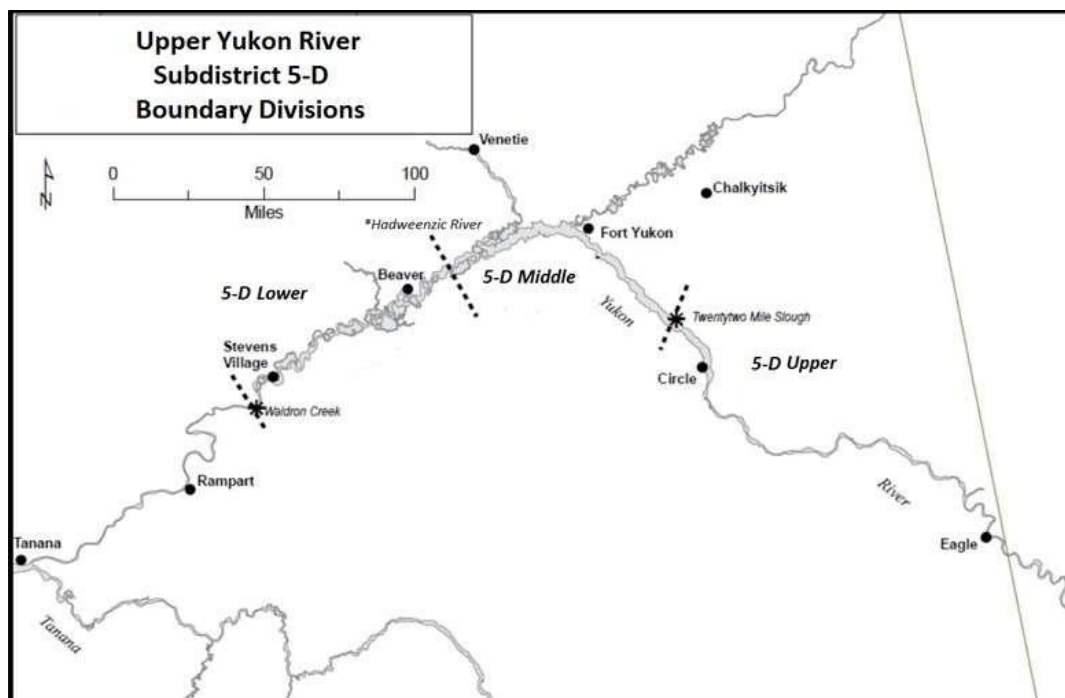 Upper Yukon River
Subdistrict 5-D
Boundary Divisions
Venetie
0 50 100
Miles
N
Chalkyitsik
*Hadweenzic River
Fort Yukon
Beaver
5-D Middle
5-D Lower
Yukon
Twentytwo Mile Slough
Stevens
Village
5-D Upper
Circle
Waldron Creek
Rampart
River
Tanana
Eagle
Tanana